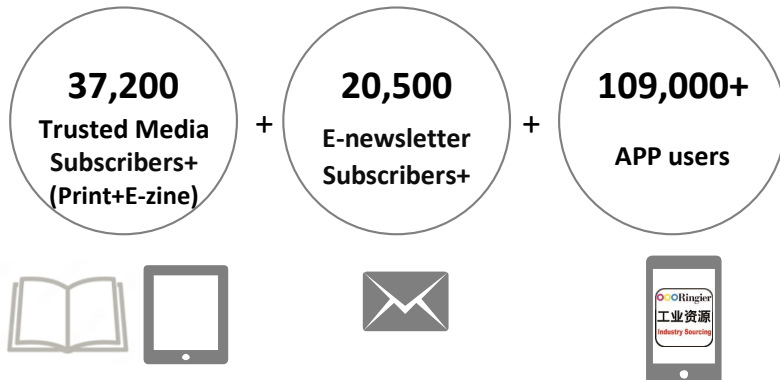 37,200
Trusted Media
Subscribers+
(Print+E-zine)
+
20,500
E-newsletter
Subscribers+
+
109,000+
APP users
Ringier
工业资源
Industry Sourcing